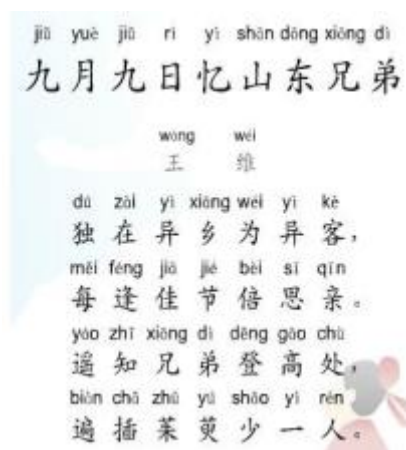 jiǔ yuè jiǔ rì yì shān dōng xiōng dì
九月九日忆山东兄弟
wáng wéi
王 维
dú zài yì xiāng wéi yì kè
独在异乡为异客，
měi féng jiā jié bèi sī qīn
每逢佳节倍思亲。
yáo zhī xiōng dì dēng gāo chù
遥知兄弟登高处，
biàn chā zhū yú shǎo yì rén
遍插茱萸少一人。